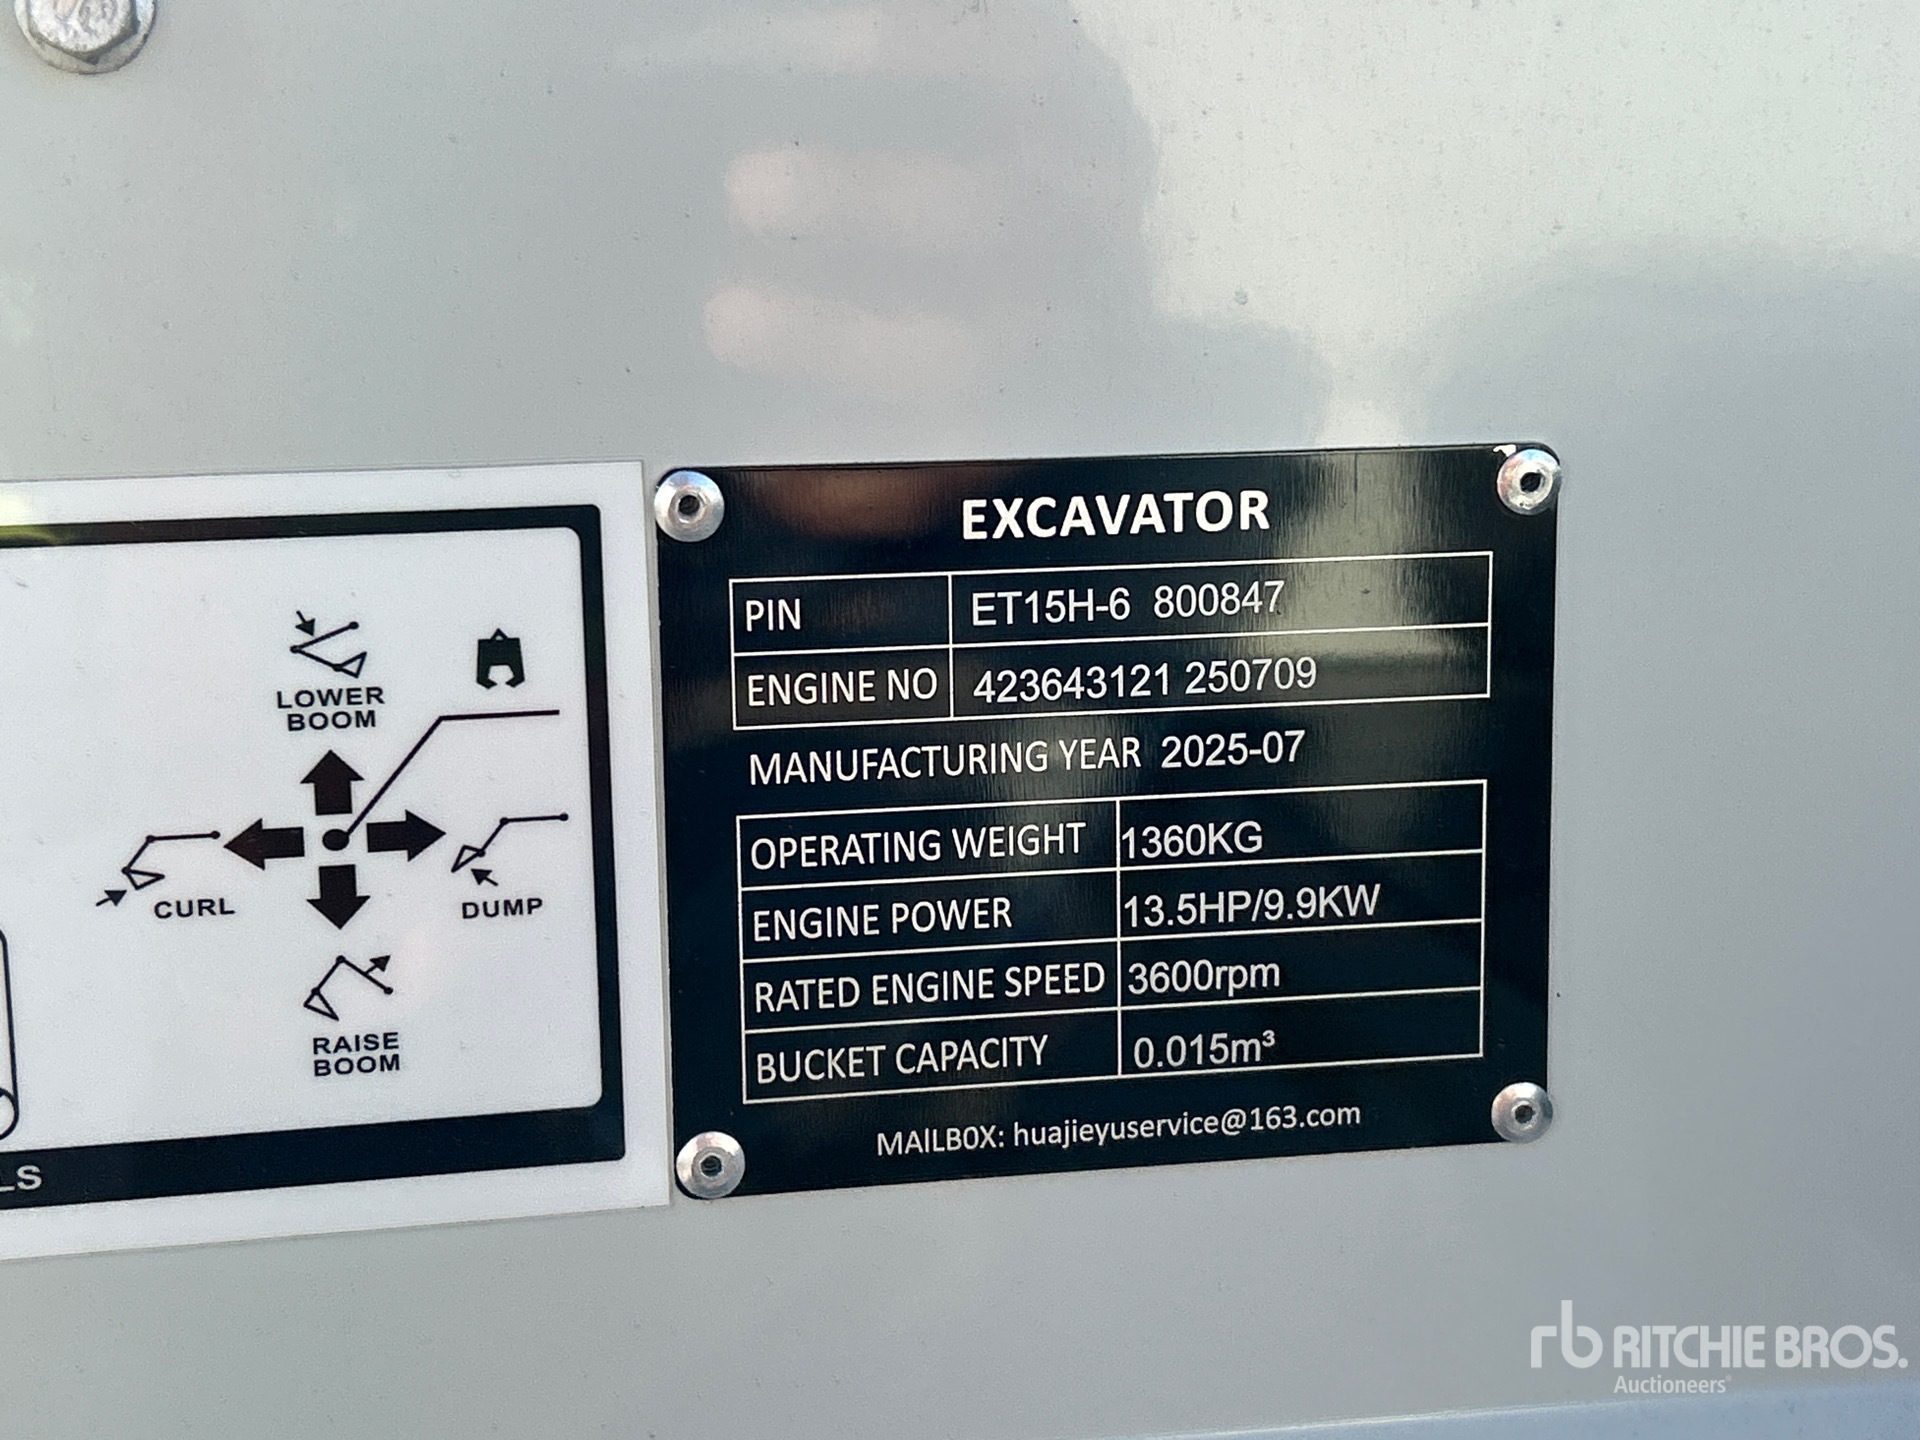 LOWER
BOOM
CURL
DUMP
RAISE
BOOM
LS
EXCAVATOR
PIN ET15H-6 800847
ENGINE NO 423643121 250709
MANUFACTURING YEAR 2025-07
OPERATING WEIGHT 1360KG
ENGINE POWER 13.5HP/9.9KW
RATED ENGINE SPEED 3600rpm
BUCKET CAPACITY 0.015m³
MAILBOX: huajieyuservice@163.com
rb RITCHIE BROS.
Auctioneers